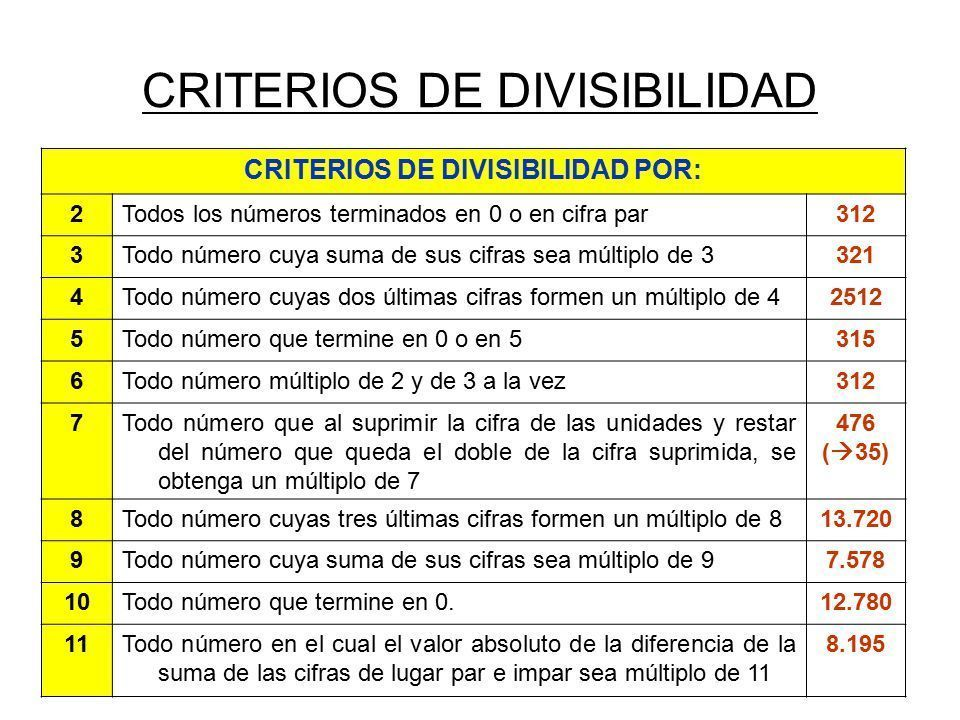 CRITERIOS DE DIVISIBILIDAD
CRITERIOS DE DIVISIBILIDAD POR:
2 Todos los números terminados en 0 o en cifra par 312
3 Todo número cuya suma de sus cifras sea múltiplo de 3 321
4 Todo número cuyas dos últimas cifras formen un múltiplo de 4 2512
5 Todo número que termine en 0 o en 5 315
6 Todo número múltiplo de 2 y de 3 a la vez 312
7 Todo número que al suprimir la cifra de las unidades y restar 476
del número que queda el doble de la cifra suprimida, se (→35)
obtenga un múltiplo de 7
8 Todo número cuyas tres últimas cifras formen un múltiplo de 8 13.720
9 Todo número cuya suma de sus cifras sea múltiplo de 9 7.578
10 Todo número que termine en 0. 12.780
11 Todo número en el cual el valor absoluto de la diferencia de la 8.195
suma de las cifras de lugar par e impar sea múltiplo de 11